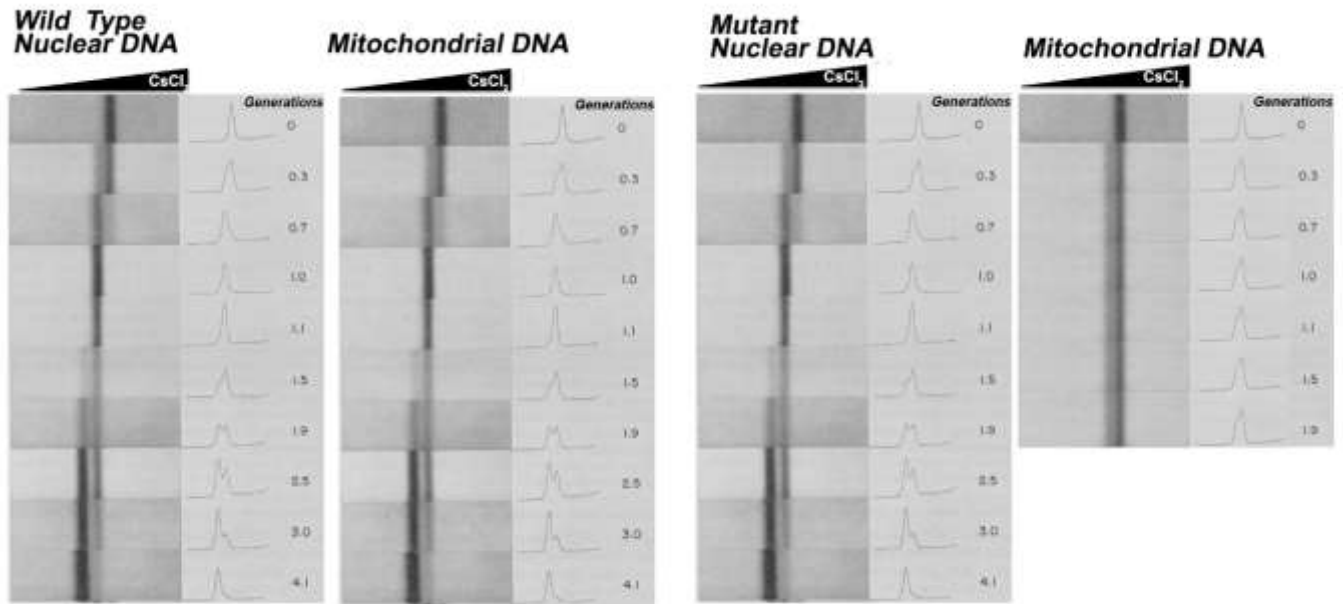 Wild Type
Nuclear DNA
Mitochondrial DNA
Mutant
Nuclear DNA
Mitochondrial DNA
CsCl
Generations
0
0.3
0.7
1.0
1.1
1.5
1.9
2.5
3.0
4.1
CsCl2
Generations
0
0.3
0.7
1.0
1.1
1.5
1.9
2.5
3.0
4.1
CsCl2
Generations
0
0.3
0.7
1.0
1.1
1.5
1.9
2.5
3.0
4.1
CsCl2
Generations
0
0.3
0.7
1.0
1.1
1.5
1.9